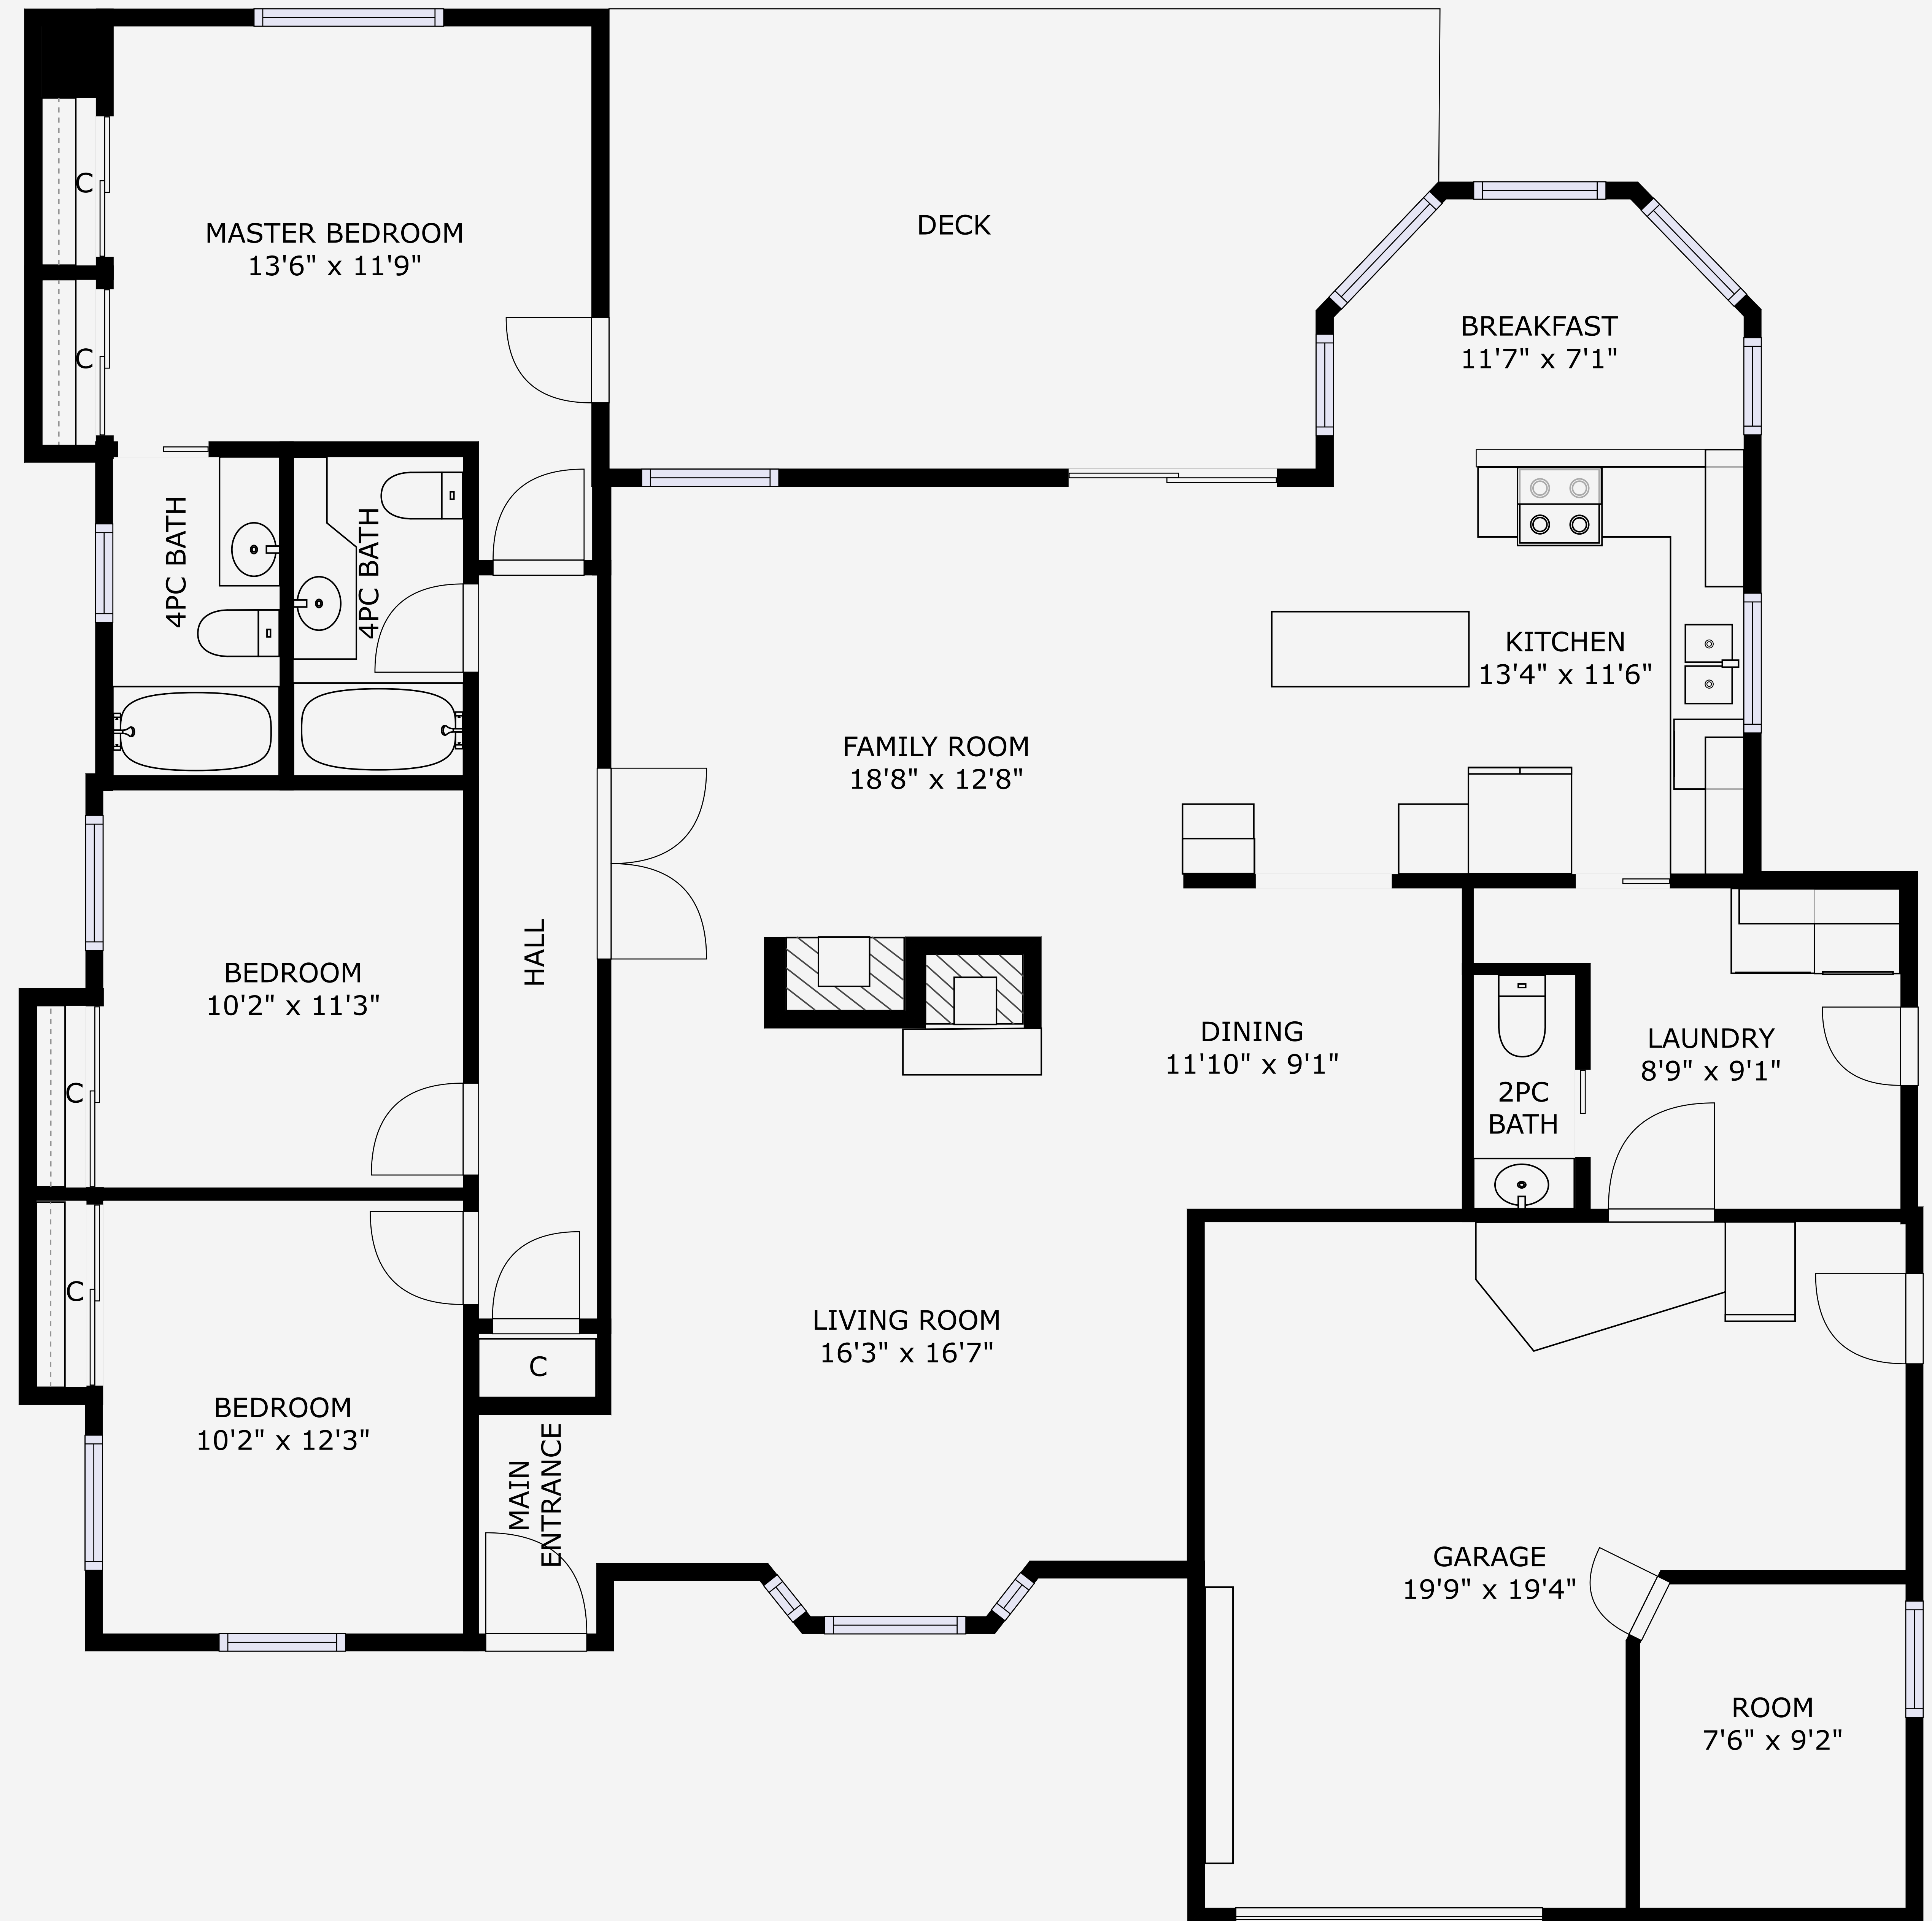 DECK
C
MASTER BEDROOM
13'6" x 11'9"
BREAKFAST
11'7" x 7'1"
C
4PC BATH
4PC BATH
KITCHEN
13'4" x 11'6"
FAMILY ROOM
18'8" x 12'8"
HALL
BEDROOM
10'2" x 11'3"
DINING
11'10" x 9'1"
LAUNDRY
8'9" x 9'1"
C
2PC
BATH
C
LIVING ROOM
16'3" x 16'7"
C
BEDROOM
10'2" x 12'3"
MAIN
ENTRANCE
GARAGE
19'9" x 19'4"
ROOM
7'6" x 9'2"